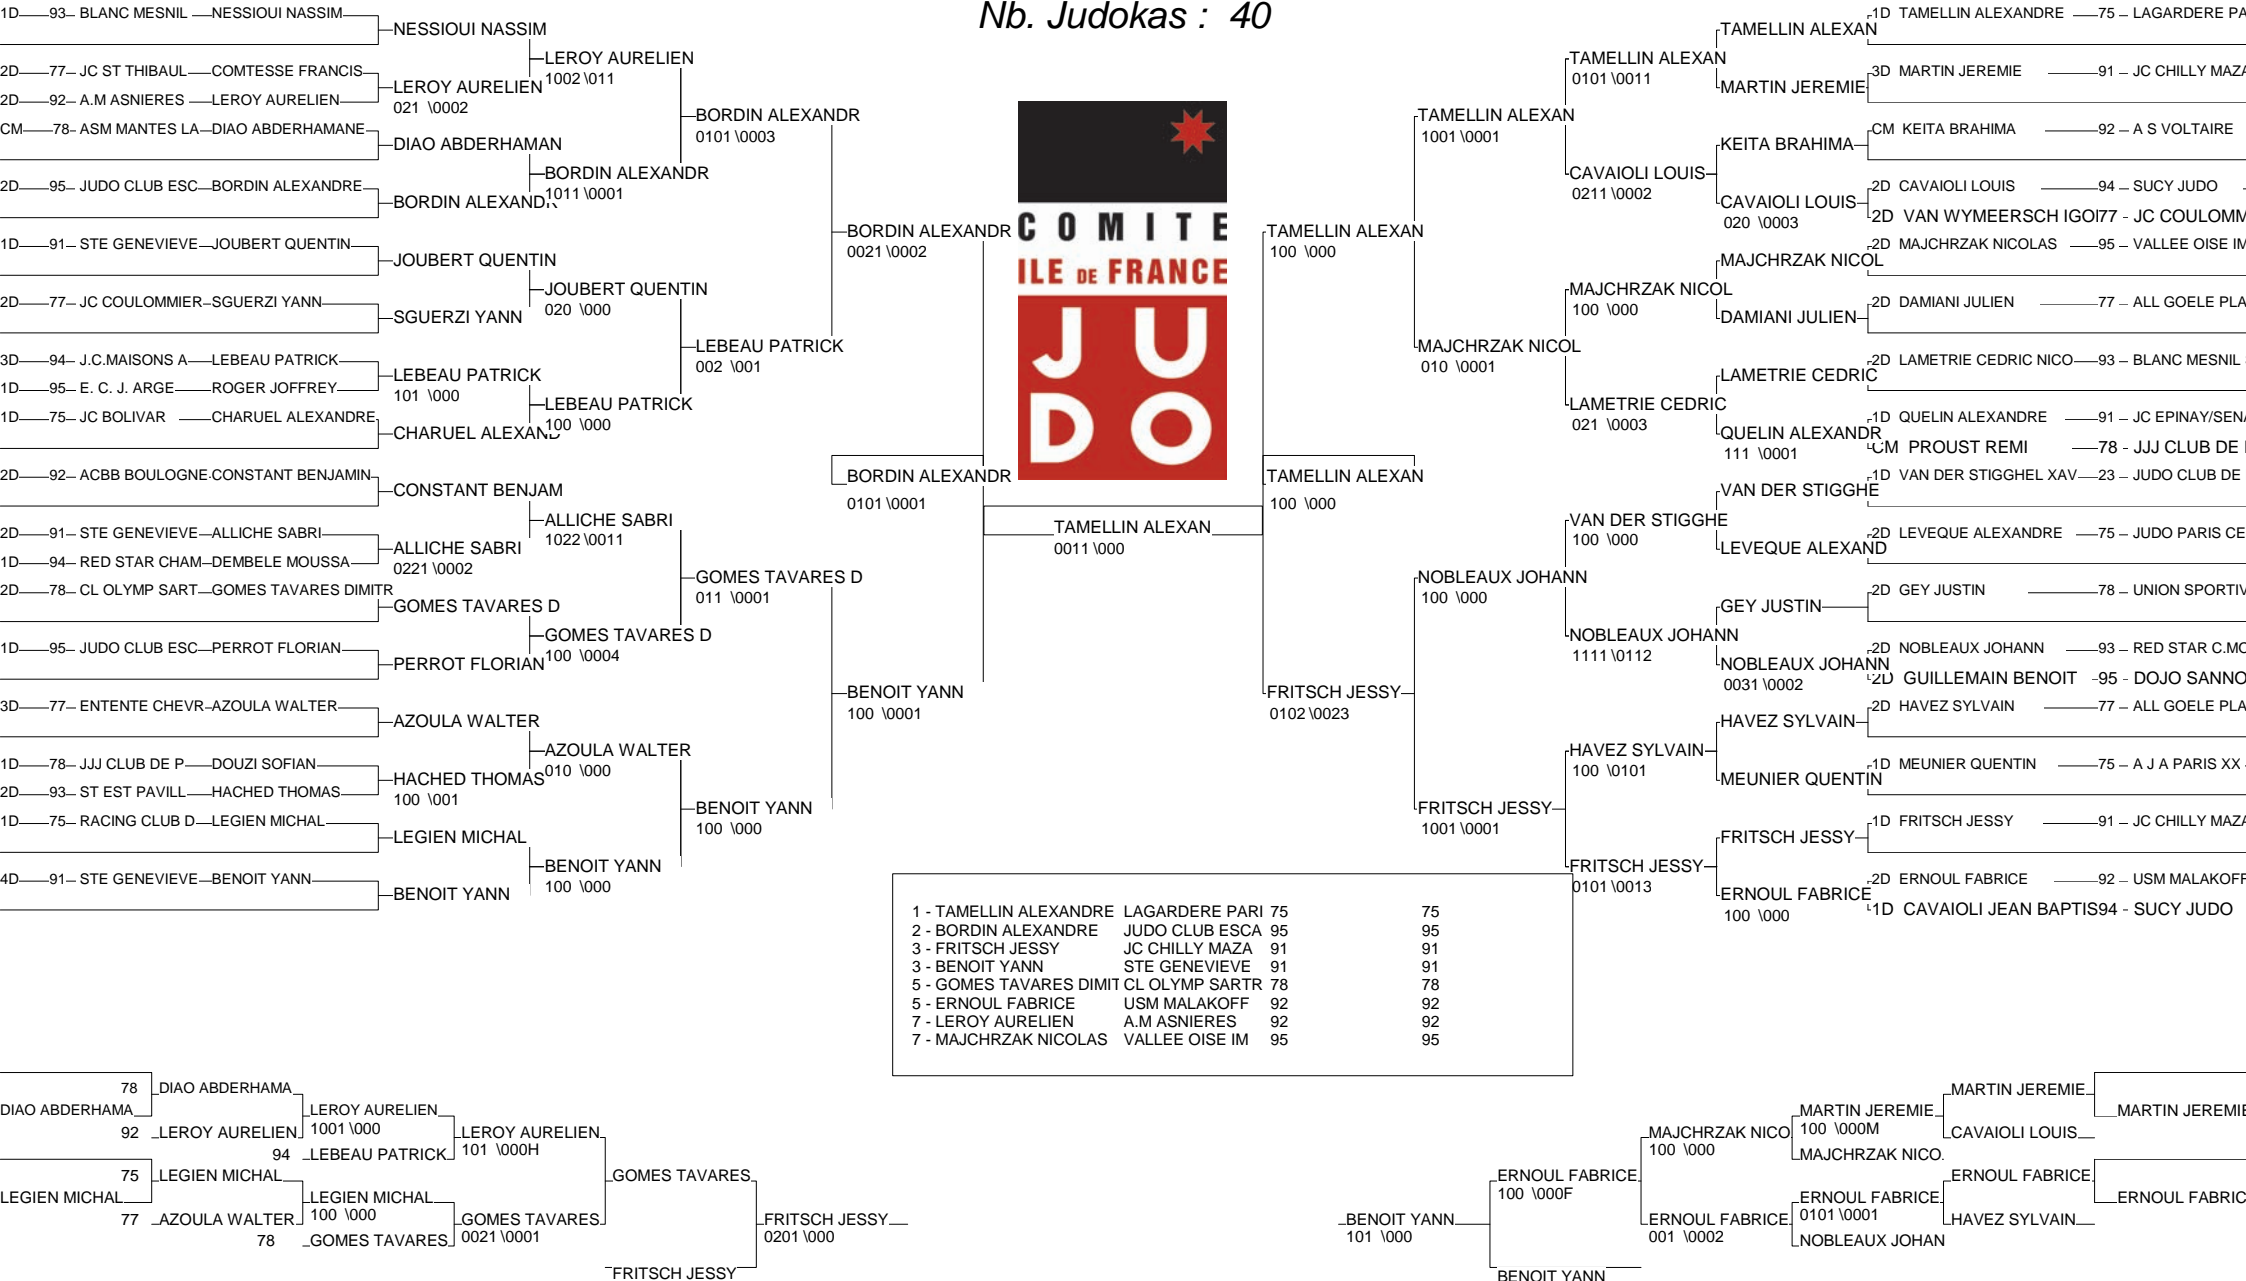 Nb. Judokas : 40
1D 93 BLANC MESNIL NESSIOUI NASSIM
2D 77 JC ST THIBAUL COMTESSE FRANCIS
2D 92 A.M ASNIERES LEROY AURELIEN
CM 78 ASM MANTES LA DIAO ABDERHAMANE
2D 95 JUDO CLUB ESC BORDIN ALEXANDRE
1D 91 STE GENEVIEVE JOUBERT QUENTIN
2D 77 JC COULOMMIER SGUERZI YANN
3D 94 J.C.MAISONS A LEBEAU PATRICK
1D 95 E. C. J. ARGE ROGER JOFFREY
1D 75 JC BOLIVAR CHARUEL ALEXANDRE
2D 92 ACBB BOULOGNE CONSTANT BENJAMIN
2D 91 STE GENEVIEVE ALLICHE SABRI
1D 94 RED STAR CHAM DEMBELE MOUSSA
2D 78 CL OLYMP SART GOMES TAVARES DIMITR
1D 95 JUDO CLUB ESC PERROT FLORIAN
3D 77 ENTENTE CHEVR AZOULA WALTER
1D 78 JJJ CLUB DE P DOUZI SOFIAN
2D 93 ST EST PAVILL HACHED THOMAS
1D 75 RACING CLUB D LEGIEN MICHAL
4D 91 STE GENEVIEVE BENOIT YANN
NESSIOUI NASSIM
LEROY AURELIEN
021 \0002
DIAO ABDERHAMAN
BORDIN ALEXAND
JOUBERT QUENTIN
SGUERZI YANN
LEBEAU PATRICK
101 \000
CHARUEL ALEXAND
CONSTANT BENJAM
ALLICHE SABRI
0221 \0002
GOMES TAVARES D
PERROT FLORIAN
AZOULA WALTER
HACHED THOMAS
100 \001
LEGIEN MICHAL
BENOIT YANN
LEROY AURELIEN
1002 \011
BORDIN ALEXANDR
1011 \0001
JOUBERT QUENTIN
020 \000
LEBEAU PATRICK
100 \000
ALLICHE SABRI
1022 \0011
GOMES TAVARES D
100 \0004
AZOULA WALTER
010 \000
BENOIT YANN
100 \000
BORDIN ALEXANDR
0101 \0003
LEBEAU PATRICK
002 \001
GOMES TAVARES D
011 \0001
BENOIT YANN
100 \000
BORDIN ALEXANDR
0021 \0002
BORDIN ALEXANDR
0101 \0001
BENOIT YANN
100 \0001
COMITE
ILE DE FRANCE
JU
DO
TAMELLIN ALEXAN
0011 \000
TAMELLIN ALEXAN
100 \000
TAMELLIN ALEXAN
100 \000
FRITSCH JESSY
0102 \0023
TAMELLIN ALEXAN
1001 \0001
MAJCHRZAK NICOL
010 \0001
NOBLEAUX JOHANN
100 \000
FRITSCH JESSY
1001 \0001
TAMELLIN ALEXAN
0101 \0011
CAVAIOLI LOUIS
0211 \0002
MAJCHRZAK NICOL
100 \000
LAMETRIE CEDRIC
021 \0003
VAN DER STIGGHE
100 \000
NOBLEAUX JOHANN
1111 \0112
HAVEZ SYLVAIN
100 \0101
FRITSCH JESSY
0101 \0013
TAMELLIN ALEXAN
MARTIN JEREMIE
KEITA BRAHIMA
CAVAIOLI LOUIS
020 \0003
MAJCHRZAK NICOL
DAMIANI JULIEN
LAMETRIE CEDRIC
QUELIN ALEXANDR
111 \0001
VAN DER STIGGHE
LEVEQUE ALEXAND
GEY JUSTIN
NOBLEAUX JOHANN
0031 \0002
HAVEZ SYLVAIN
MEUNIER QUENTIN
FRITSCH JESSY
ERNOUL FABRICE
100 \000
1D TAMELLIN ALEXANDRE 75 – LAGARDERE PA
3D MARTIN JEREMIE 91 – JC CHILLY MAZA
CM KEITA BRAHIMA 92 – A S VOLTAIRE
2D CAVAIOLI LOUIS 94 – SUCY JUDO
2D VAN WYMEERSCH IGOI77 - JC COULOMM
2D MAJCHRZAK NICOLAS 95 – VALLEE OISE IM
2D DAMIANI JULIEN 77 – ALL GOELE PLA
2D LAMETRIE CEDRIC NICO 93 – BLANC MESNIL
1D QUELIN ALEXANDRE 91 – JC EPINAY/SENA
CM PROUST REMI 78 - JJJ CLUB DE
1D VAN DER STIGGHEL XAV 23 – JUDO CLUB DE
2D LEVEQUE ALEXANDRE 75 – JUDO PARIS CE
2D GEY JUSTIN 78 – UNION SPORTIV
2D NOBLEAUX JOHANN 93 – RED STAR C.MO
2D GUILLEMAIN BENOIT 95 - DOJO SANNO
2D HAVEZ SYLVAIN 77 – ALL GOELE PLA
1D MEUNIER QUENTIN 75 – A J A PARIS XX
1D FRITSCH JESSY 91 – JC CHILLY MAZA
2D ERNOUL FABRICE 92 – USM MALAKOFF
1D CAVAIOLI JEAN BAPTIS94 - SUCY JUDO
1 - TAMELLIN ALEXANDRE LAGARDERE PARI 75 75
2 - BORDIN ALEXANDRE JUDO CLUB ESCA 95 95
3 - FRITSCH JESSY JC CHILLY MAZA 91 91
3 - BENOIT YANN STE GENEVIEVE 91 91
5 - GOMES TAVARES DIMIT CL OLYMP SARTR 78 78
5 - ERNOUL FABRICE USM MALAKOFF 92 92
7 - LEROY AURELIEN A.M ASNIERES 92 92
7 - MAJCHRZAK NICOLAS VALLEE OISE IM 95 95
78 DIAO ABDERHAMA
DIAO ABDERHAMA
92 LEROY AURELIEN
LEROY AURELIEN
1001 \000
94 LEBEAU PATRICK
LEROY AURELIEN
101 \000H
75 LEGIEN MICHAL
LEGIEN MICHAL
77 AZOULA WALTER
LEGIEN MICHAL
100 \000
78 GOMES TAVARES
GOMES TAVARES
0021 \0001
GOMES TAVARES
FRITSCH JESSY
FRITSCH JESSY
0201 \000
BENOIT YANN
101 \000
ERNOUL FABRICE
100 \000F
BENOIT YANN
MAJCHRZAK NICO
100 \000
ERNOUL FABRICE
001 \0002
MARTIN JEREMIE
100 \000M
MAJCHRZAK NICO
ERNOUL FABRICE
0101 \0001
NOBLEAUX JOHAN
MARTIN JEREMIE
CAVAIOLI LOUIS
ERNOUL FABRICE
HAVEZ SYLVAIN
MARTIN JEREMIE
ERNOUL FABRIC